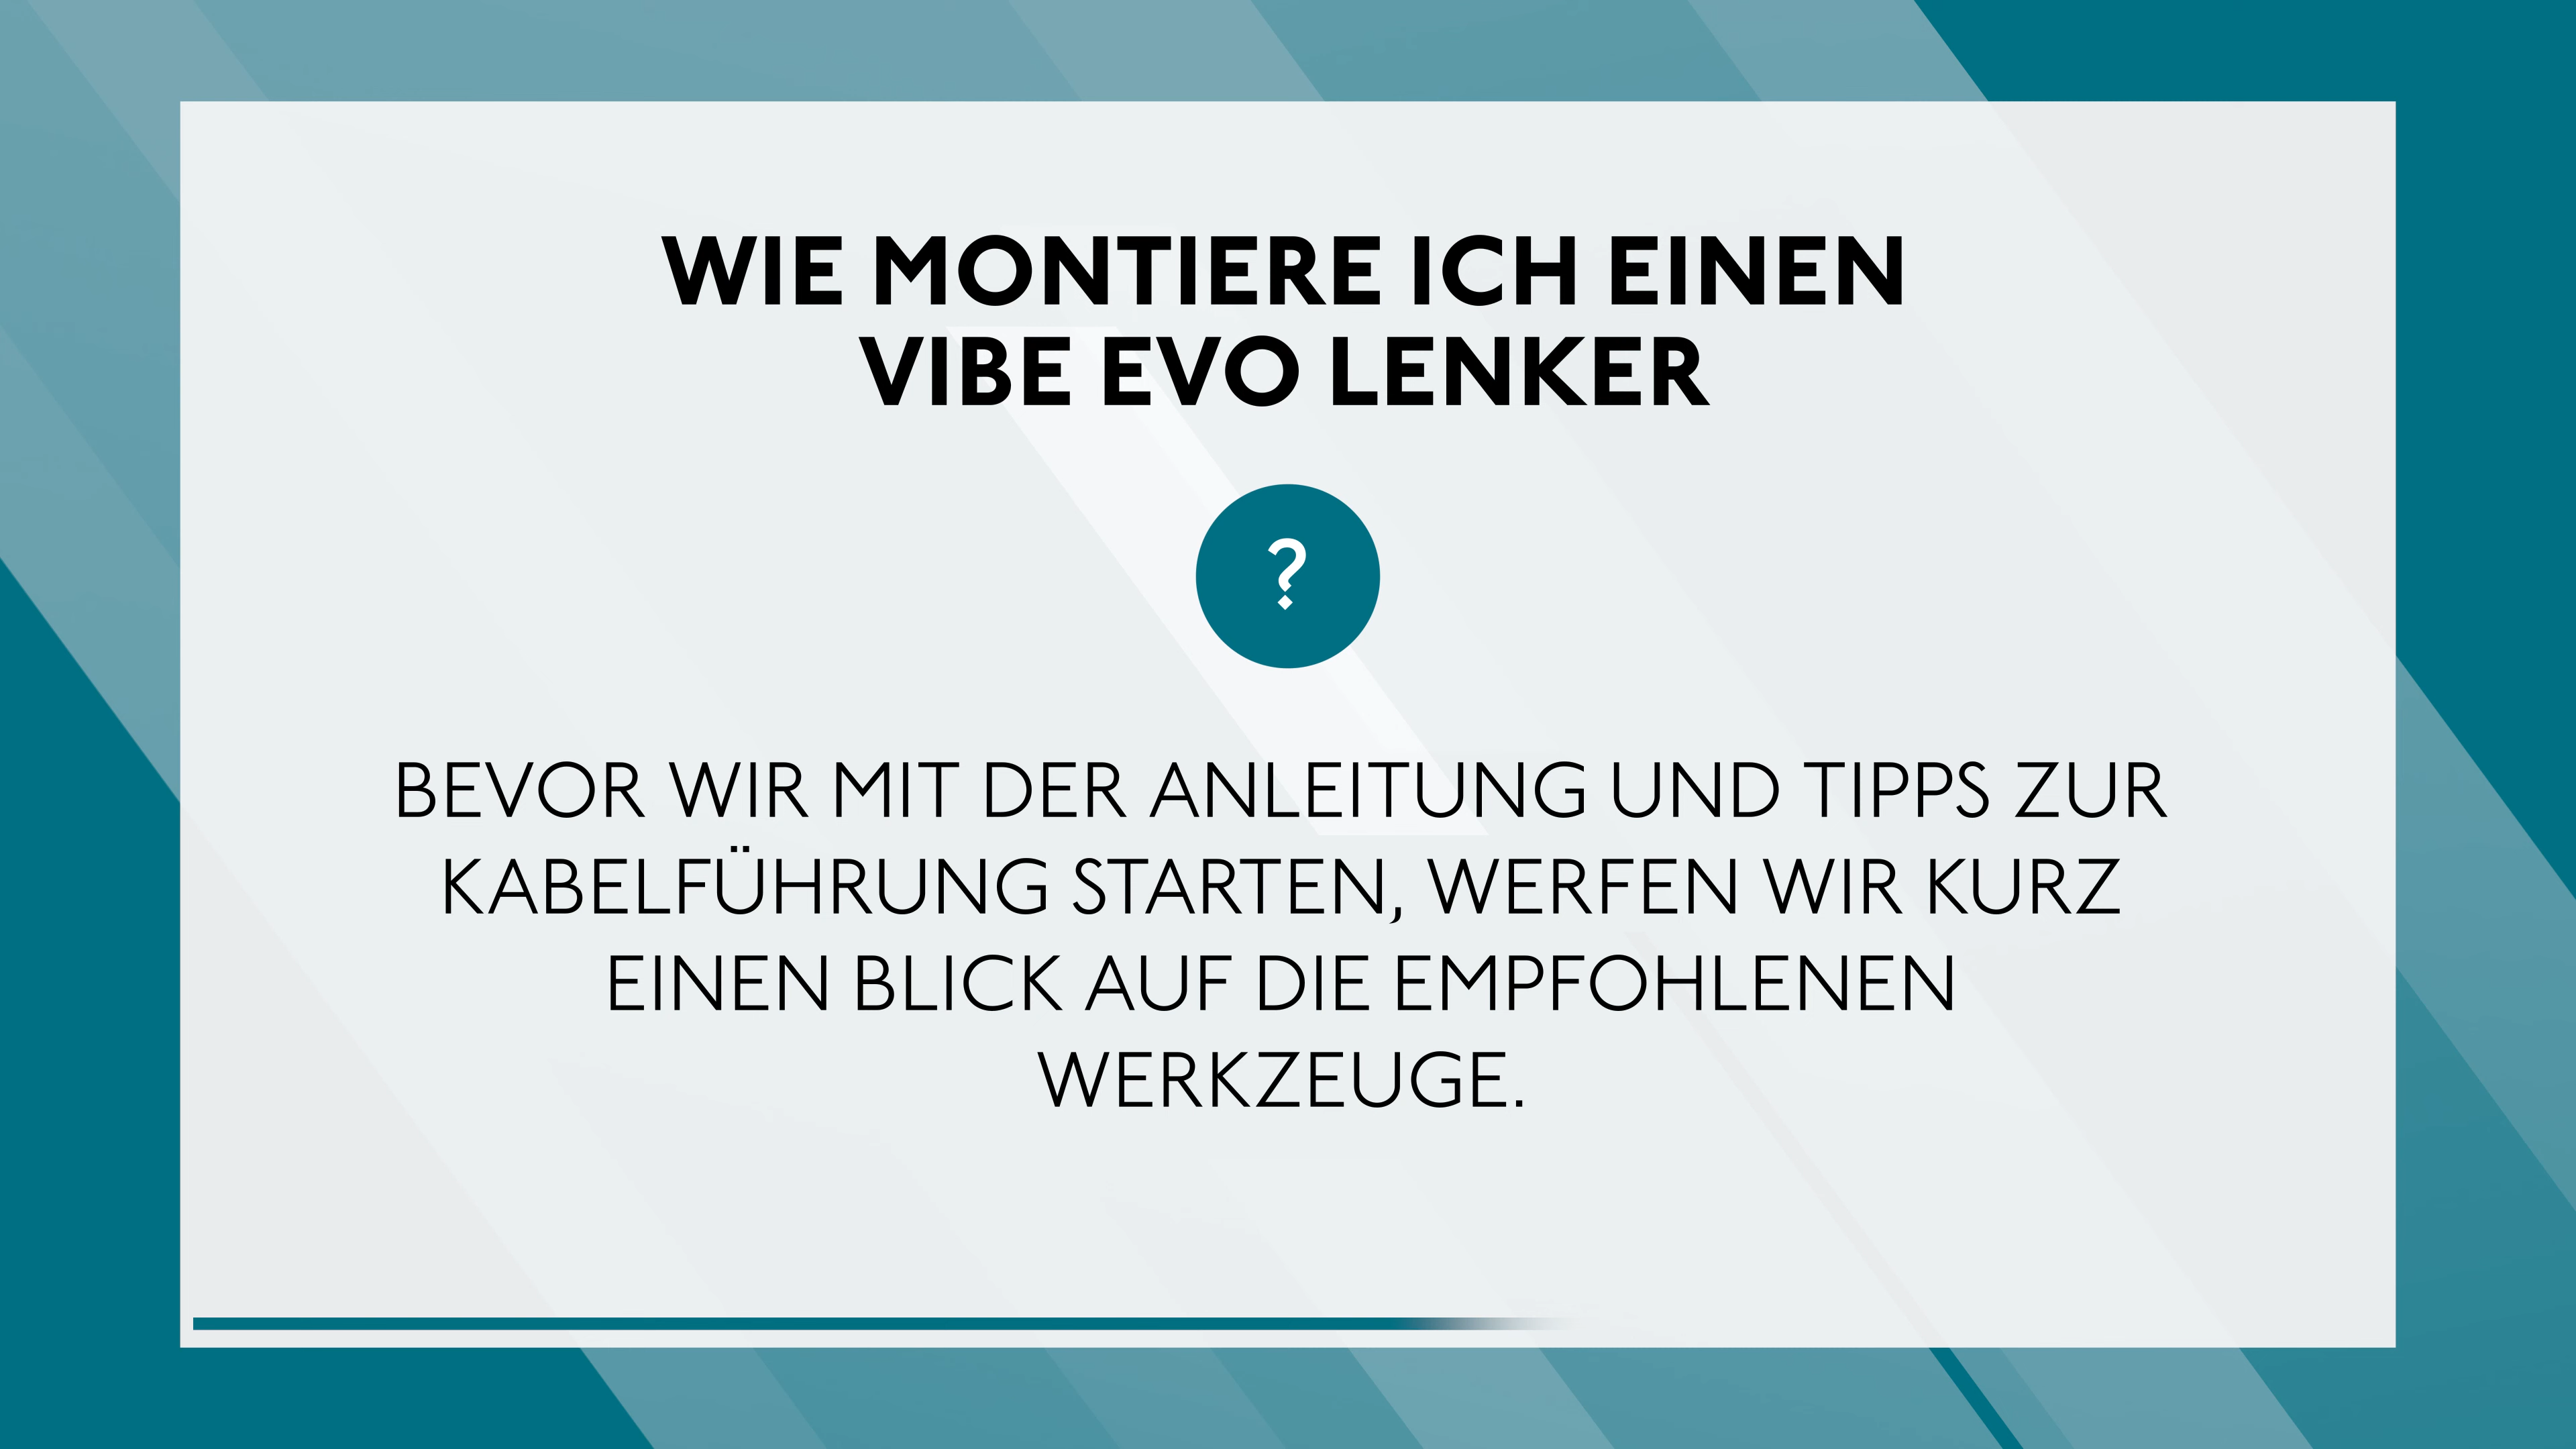 WIE MONTIERE ICH EINEN
VIBE EVO LENKER
?
BEVOR WIR MIT DER ANLEITUNG UND TIPPS ZUR
KABELFÜHRUNG STARTEN, WERFEN WIR KURZ
EINEN BLICK AUF DIE EMPFOHLENEN
WERKZEUGE.